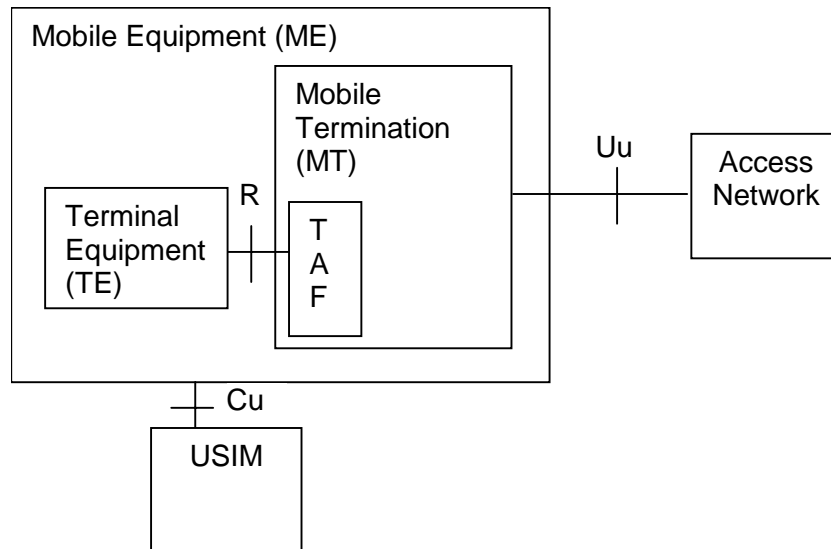 Mobile Equipment (ME)
Mobile
Termination
(MT)
Uu
Access
Network
R
Terminal
Equipment
(TE)
T
A
F
Cu
USIM